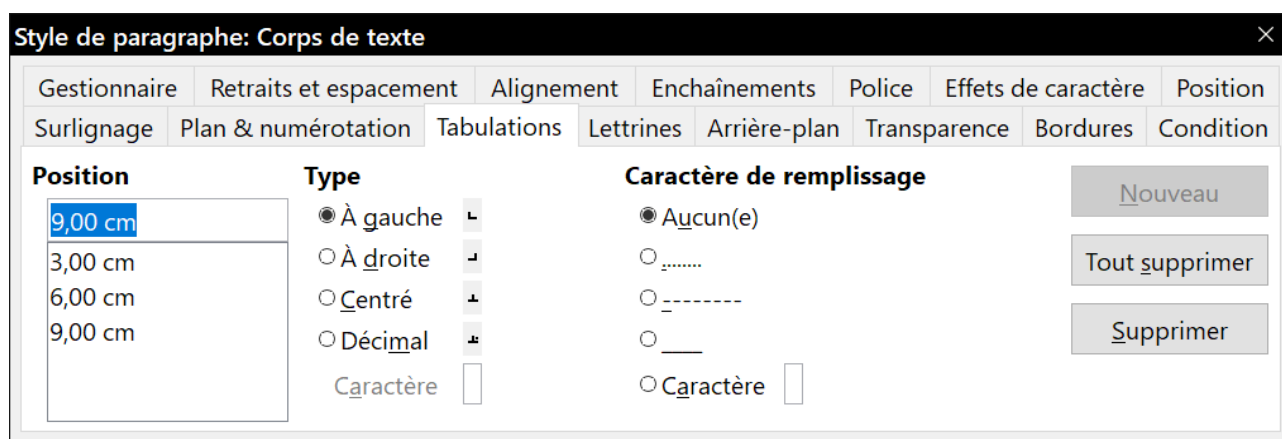 Style de paragraphe: Corps de texte
Gestionnaire Retraits et espacement Alignement Enchaînements Police Effets de caractère Position
Surlignage Plan & numérotation Tabulations Lettrines Arrière-plan Transparence Bordures Condition
Position Type Caractère de remplissage
Nouveau
9,00 cm À gauche Aucun(e)
3,00 cm À droite ........ Tout supprimer
6,00 cm Centré --------
9,00 cm Décimal ____ Supprimer
Caractère Caractère